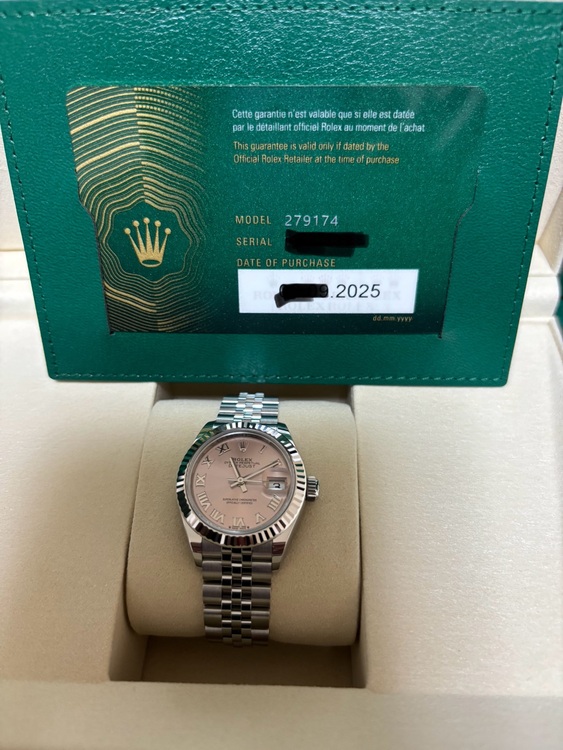 Cette garantie n'est valable que si elle est datée
par le détaillant officiel Rolex au moment de l'achat
This guarantee is valid only if dated by the
Official Rolex Retailer at the time of purchase
MODEL 279174
SERIAL
DATE OF PURCHASE
.2025
dd.mm.yyyy
XII
ROLEX